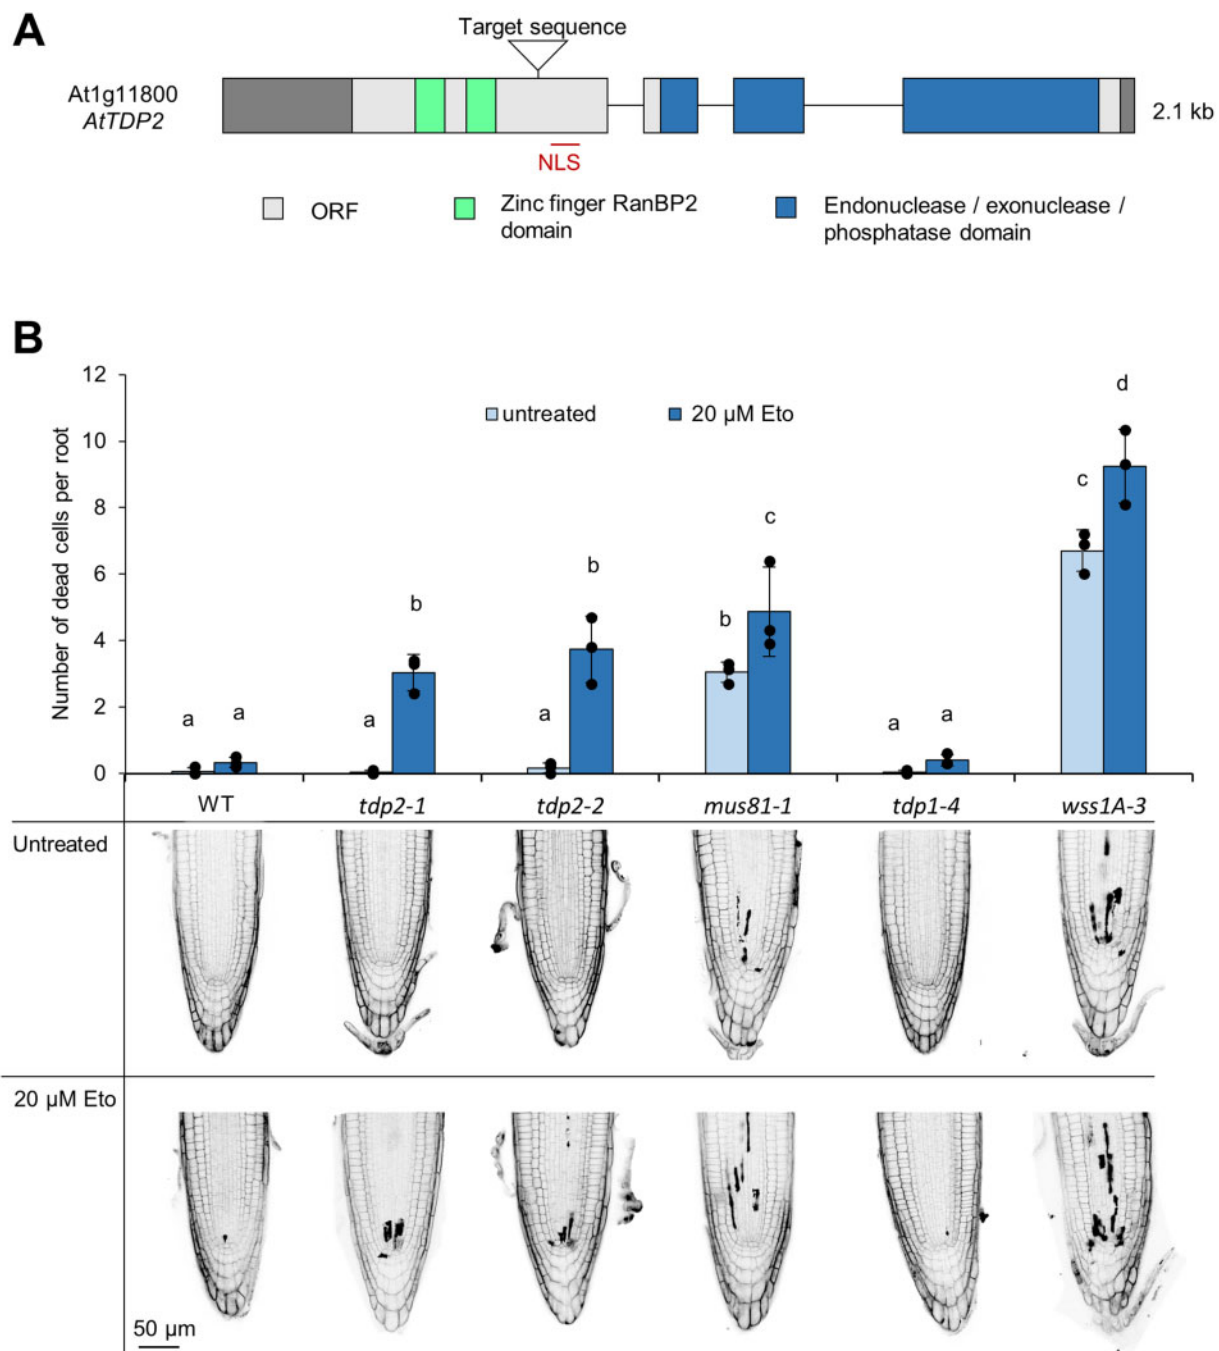 A
Target sequence
At1g11800
AtTDP2
2.1 kb
NLS
ORF
Zinc finger RanBP2
domain
Endonuclease / exonuclease /
phosphatase domain
B
Number of dead cells per root
12
10
8
6
4
2
0
untreated
20 µM Eto
a
a
a
b
a
b
b
c
a
a
c
d
WT
tdp2-1
tdp2-2
mus81-1
tdp1-4
wss1A-3
Untreated
20 µM Eto
50 µm